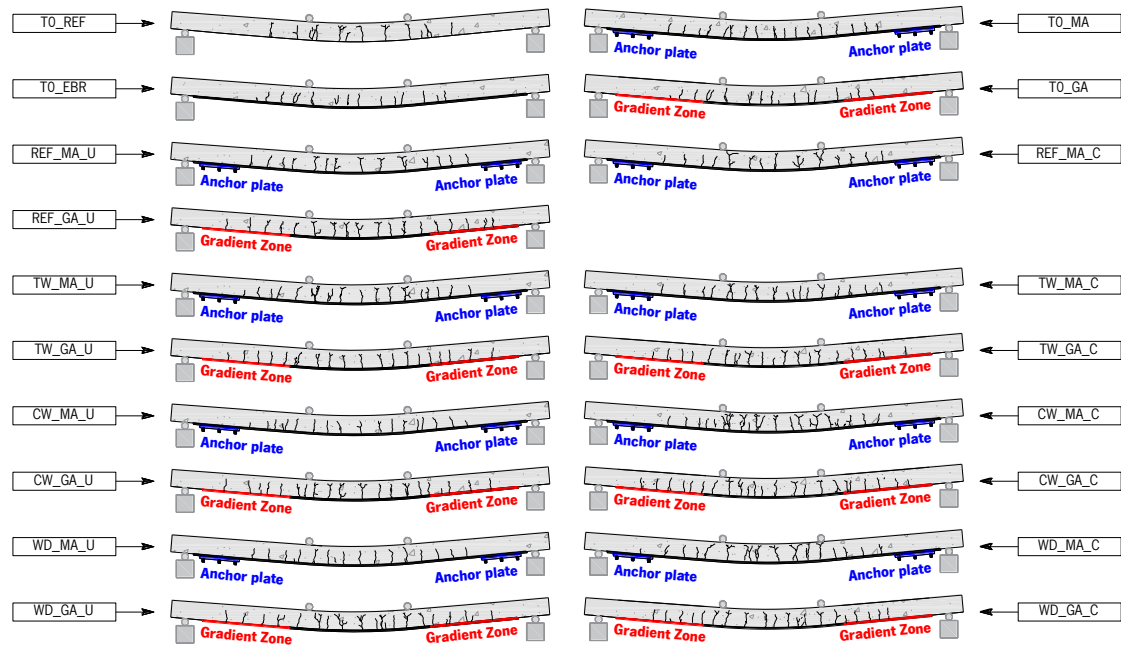 T0_REF
T0_MA
Anchor plate Anchor plate
T0_EBR
T0_GA
Gradient Zone Gradient Zone
REF_MA_U
Anchor plate Anchor plate
REF_MA_C
Anchor plate Anchor plate
REF_GA_U
Gradient Zone Gradient Zone
TW_MA_U
Anchor plate Anchor plate
TW_MA_C
Anchor plate Anchor plate
TW_GA_U
Gradient Zone Gradient Zone
TW_GA_C
Gradient Zone Gradient Zone
CW_MA_U
Anchor plate Anchor plate
CW_MA_C
Anchor plate Anchor plate
CW_GA_U
Gradient Zone Gradient Zone
CW_GA_C
Gradient Zone Gradient Zone
WD_MA_U
Anchor plate Anchor plate
WD_MA_C
Anchor plate Anchor plate
WD_GA_U
Gradient Zone Gradient Zone
WD_GA_C
Gradient Zone Gradient Zone